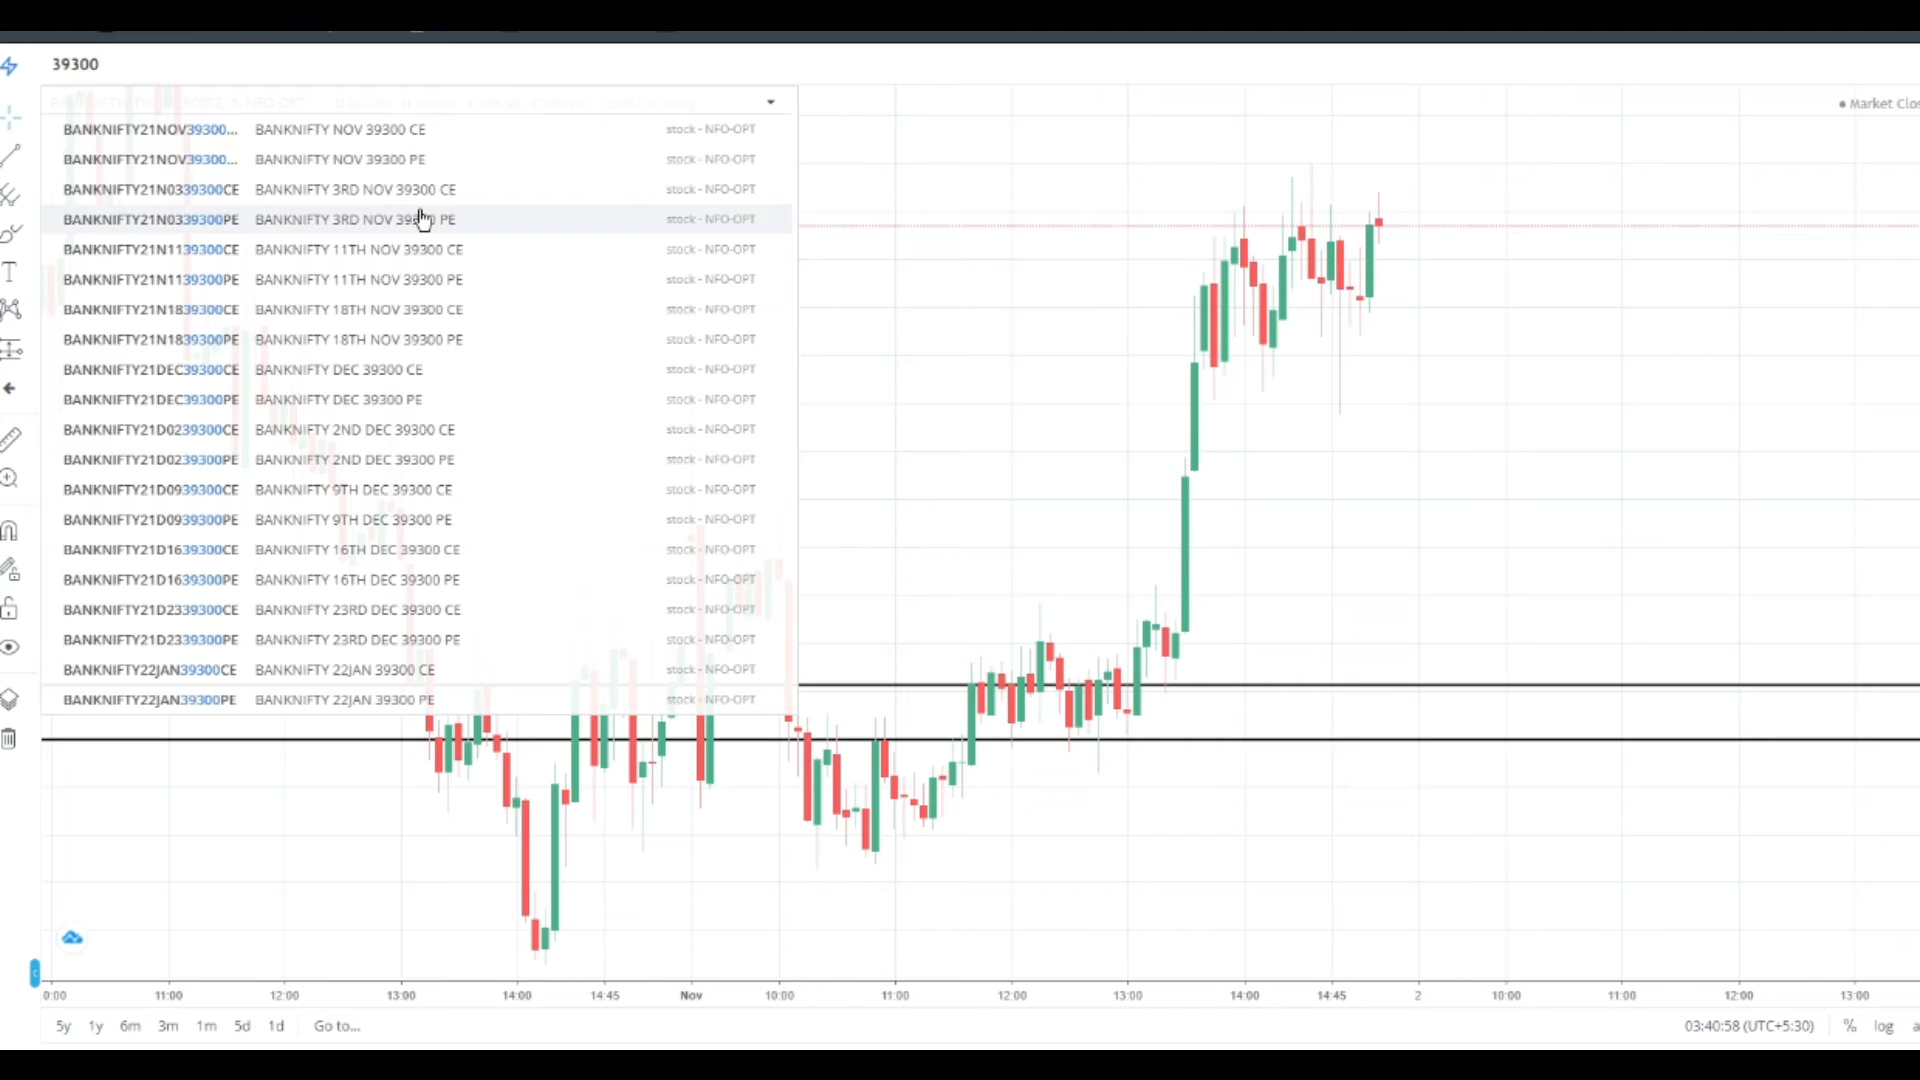 39300
Market Clos
BANKNIFTY21NOV39300... BANKNIFTY NOV 39300 CE stock - NFO-OPT
BANKNIFTY21NOV39300... BANKNIFTY NOV 39300 PE stock - NFO-OPT
BANKNIFTY21N0339300CE BANKNIFTY 3RD NOV 39300 CE stock - NFO-OPT
BANKNIFTY21N0339300PE BANKNIFTY 3RD NOV 39300 PE stock - NFO-OPT
BANKNIFTY21N1139300CE BANKNIFTY 11TH NOV 39300 CE stock - NFO-OPT
BANKNIFTY21N1139300PE BANKNIFTY 11TH NOV 39300 PE stock - NFO-OPT
BANKNIFTY21N1839300CE BANKNIFTY 18TH NOV 39300 CE stock - NFO-OPT
BANKNIFTY21N1839300PE BANKNIFTY 18TH NOV 39300 PE stock - NFO-OPT
BANKNIFTY21DEC39300CE BANKNIFTY DEC 39300 CE stock - NFO-OPT
BANKNIFTY21DEC39300PE BANKNIFTY DEC 39300 PE stock - NFO-OPT
BANKNIFTY21D0239300CE BANKNIFTY 2ND DEC 39300 CE stock - NFO-OPT
BANKNIFTY21D0239300PE BANKNIFTY 2ND DEC 39300 PE stock - NFO-OPT
BANKNIFTY21D0939300CE BANKNIFTY 9TH DEC 39300 CE stock - NFO-OPT
BANKNIFTY21D0939300PE BANKNIFTY 9TH DEC 39300 PE stock - NFO-OPT
BANKNIFTY21D1639300CE BANKNIFTY 16TH DEC 39300 CE stock - NFO-OPT
BANKNIFTY21D1639300PE BANKNIFTY 16TH DEC 39300 PE stock - NFO-OPT
BANKNIFTY21D2339300CE BANKNIFTY 23RD DEC 39300 CE stock - NFO-OPT
BANKNIFTY21D2339300PE BANKNIFTY 23RD DEC 39300 PE stock - NFO-OPT
BANKNIFTY22JAN39300CE BANKNIFTY 22JAN 39300 CE stock - NFO-OPT
BANKNIFTY22JAN39300PE BANKNIFTY 22JAN 39300 PE stock - NFO-OPT
0:00 11:00 12:00 13:00 14:00 14:45 Nov 10:00 11:00 12:00 13:00 14:00 14:45 2 10:00 11:00 12:00 13:00
5y 1y 6m 3m 1m 5d 1d Go to... 03:40:58 (UTC+5:30) % log a